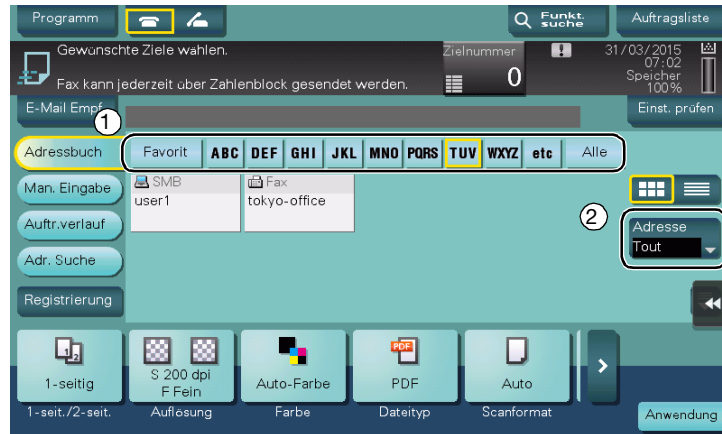 Programm
Funkt. suche
Auftragsliste
Gewünschte Ziele wählen.
Zielnummer
31/03/2015
07:02
Fax kann jederzeit über Zahlenblock gesendet werden.
0
Speicher
100%
E-Mail Empf.
Einst. prüfen
1
Adressbuch
Favorit ABC DEF GHI JKL MNO PQRS TUV WXYZ etc Alle
Man. Eingabe
SMB
user1
Fax
tokyo-office
Auftr.verlauf
2
Adresse
Tout
Adr. Suche
Registrierung
1-seitig
S 200 dpi
F Fein
Auto-Farbe
PDF
PDF
Auto
1-seit./2-seit.
Auflösung
Farbe
Dateityp
Scanformat
Anwendung